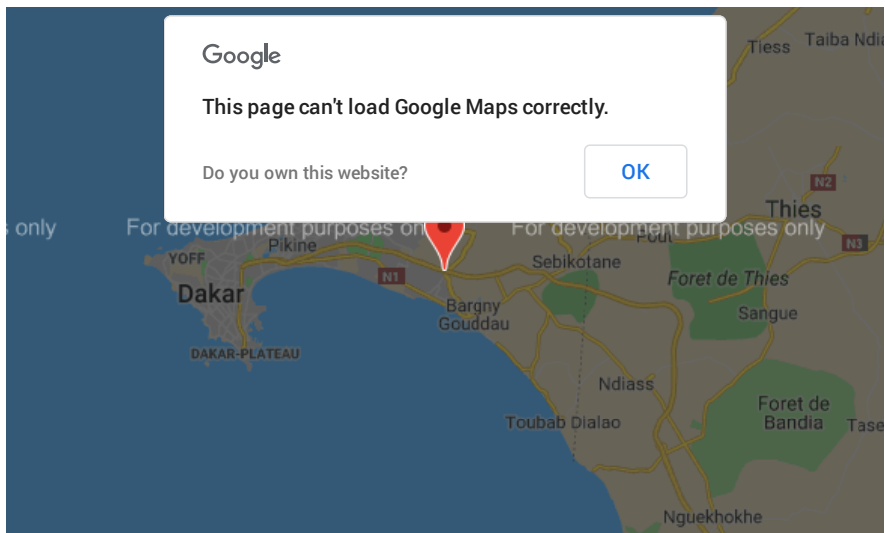 Google
This page can't load Google Maps correctly.
Do you own this website?
OK
Tiess
Taiba Ndia
N2
Thies
s only
For development purposes on
For development purposes only
Pikine
Pout
N3
YOFF
Sebikotane
N1
Foret de Thies
Dakar
Bargny
Gouddau
Sangue
DAKAR-PLATEAU
Ndiass
Foret de
Bandia
Toubab Dialao
Tase
Nguekhokhe